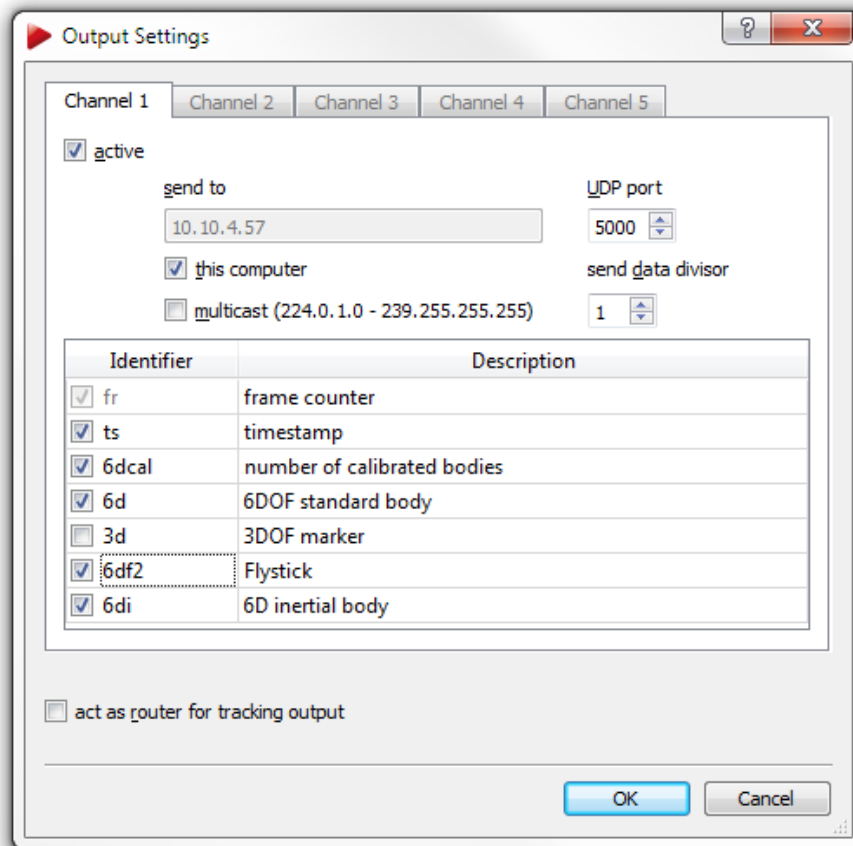 Output Settings
Channel 1 Channel 2 Channel 3 Channel 4 Channel 5
active
send to UDP port
10.10.4.57 5000
this computer send data divisor
multicast (224.0.1.0 - 239.255.255.255) 1
Identifier Description
fr frame counter
ts timestamp
6dcal number of calibrated bodies
6d 6DOF standard body
3d 3DOF marker
6df2 Flystick
6di 6D inertial body
act as router for tracking output
OK Cancel